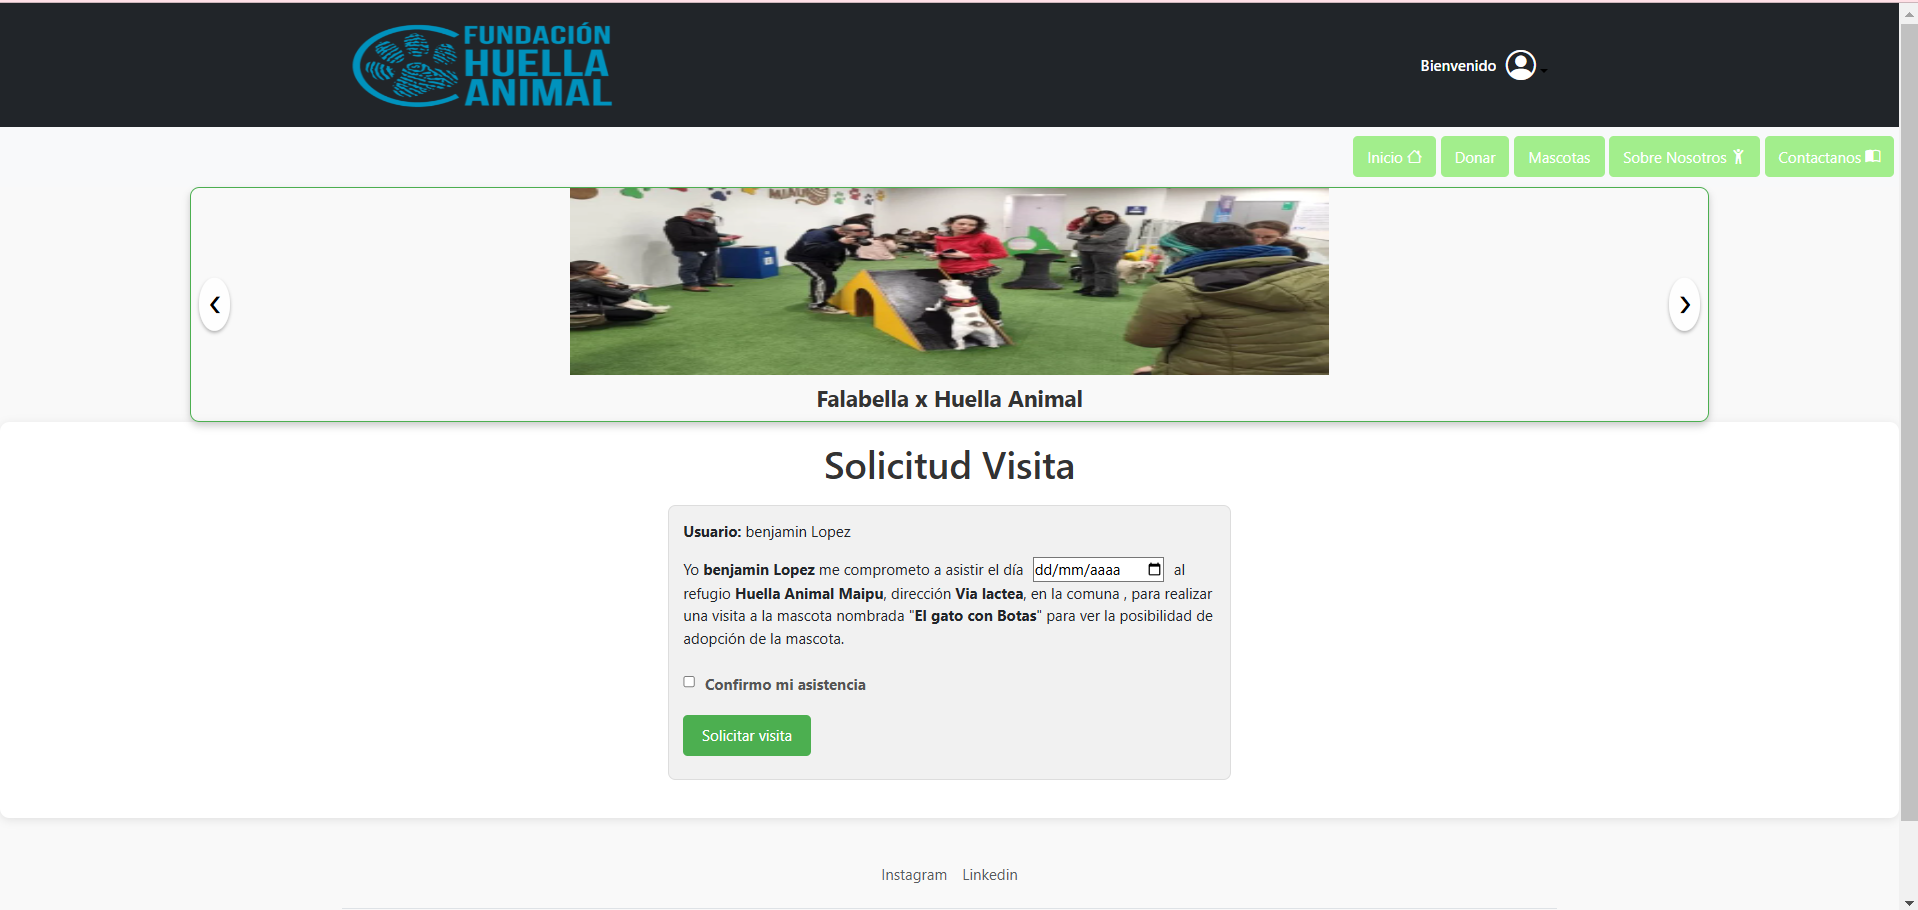 FUNDACIÓN
HUELLA
ANIMAL
Bienvenido
Inicio
Donar
Mascotas
Sobre Nosotros
Contactanos
MIAU
Falabella x Huella Animal
Solicitud Visita
Usuario: benjamin Lopez
Yo benjamin Lopez me comprometo a asistir el día dd/mm/aaaa al
refugio Huella Animal Maipu, dirección Via lactea, en la comuna , para realizar
una visita a la mascota nombrada "El gato con Botas" para ver la posibilidad de
adopción de la mascota.
Confirmo mi asistencia
Solicitar visita
Instagram Linkedin